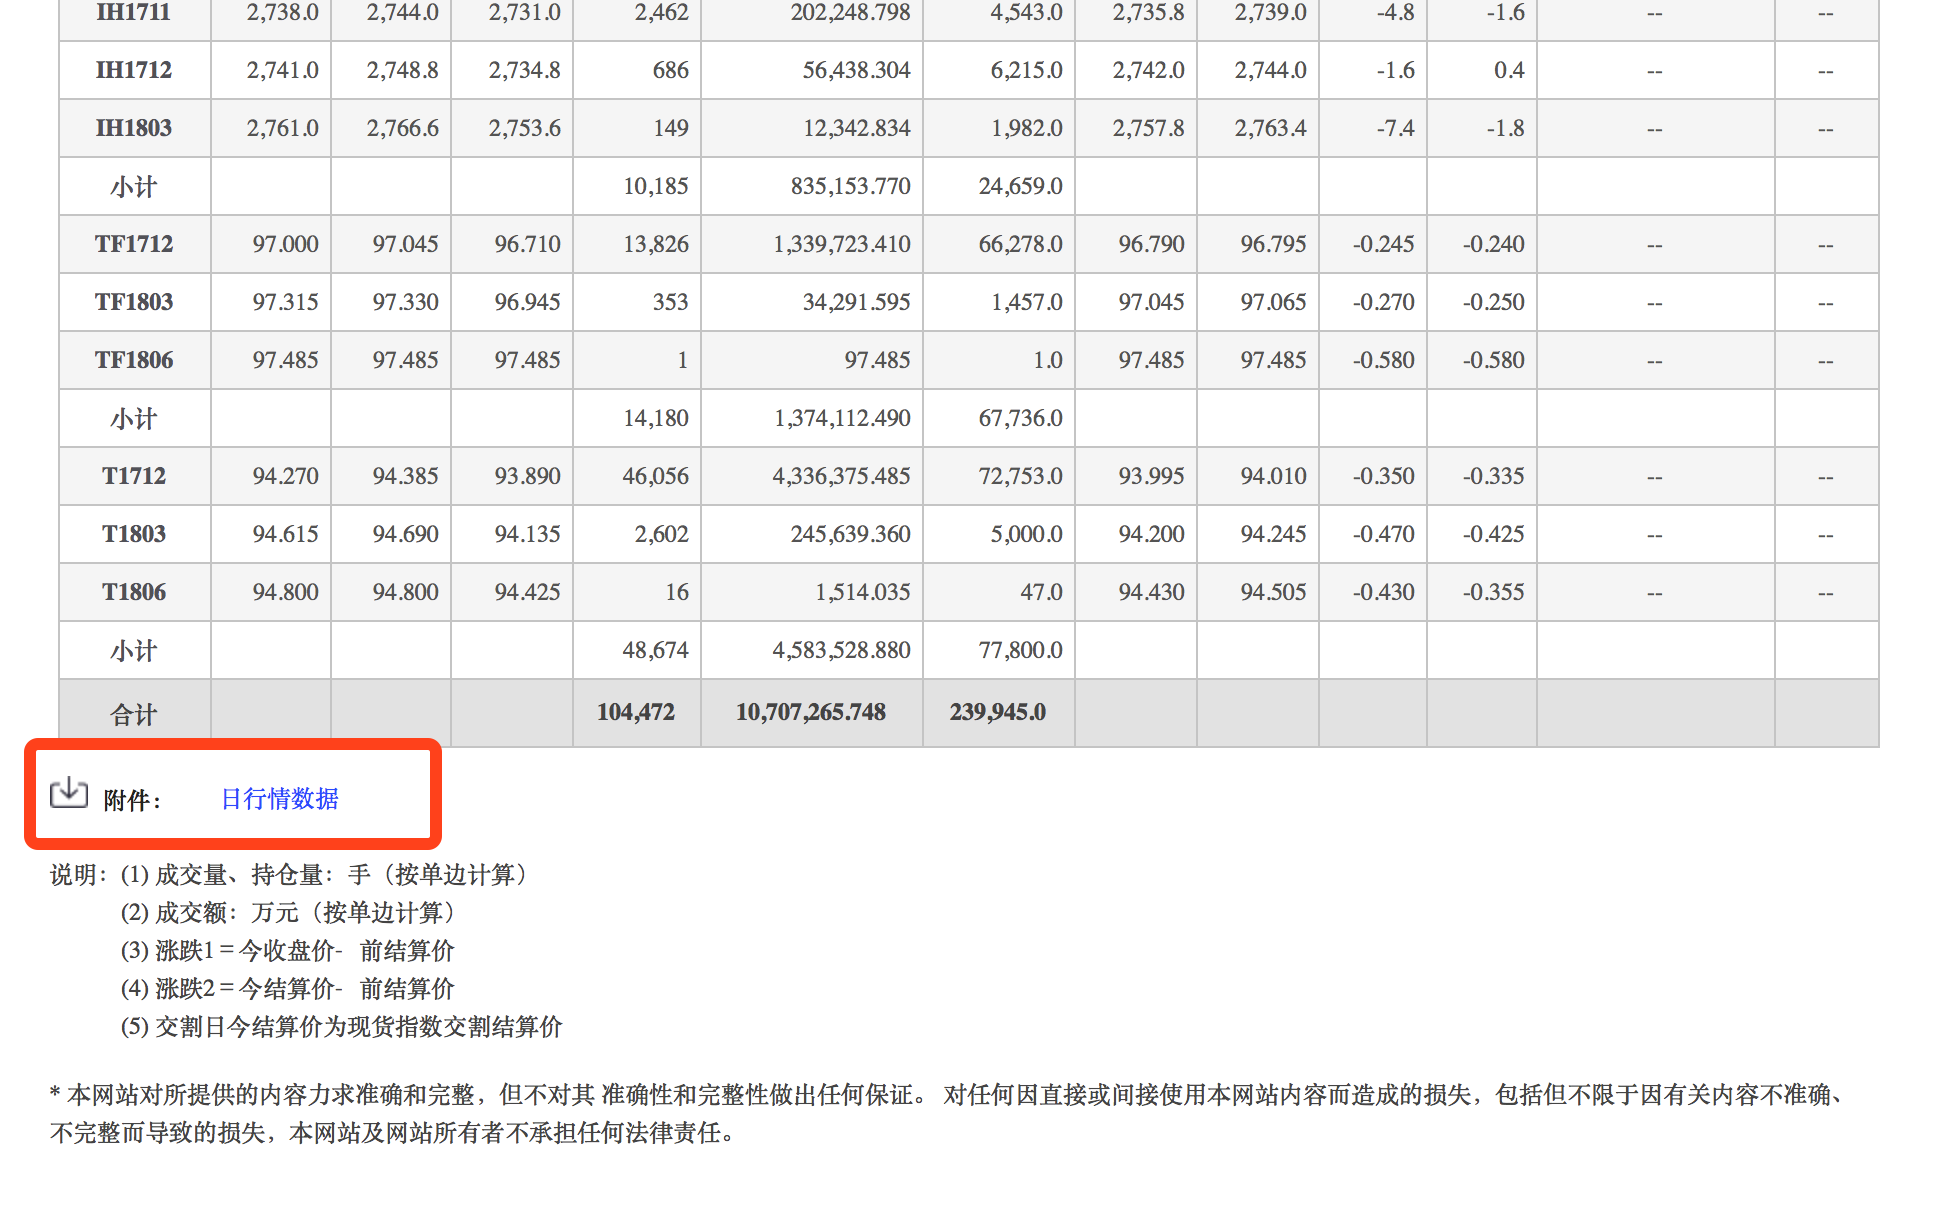 IH1711 2,738.0 2,744.0 2,731.0 2,462 202,248.798 4,543.0 2,735.8 2,739.0 -4.8 -1.6 -- --
IH1712 2,741.0 2,748.8 2,734.8 686 56,438.304 6,215.0 2,742.0 2,744.0 -1.6 0.4 -- --
IH1803 2,761.0 2,766.6 2,753.6 149 12,342.834 1,982.0 2,757.8 2,763.4 -7.4 -1.8 -- --
小计 10,185 835,153.770 24,659.0
TF1712 97.000 97.045 96.710 13,826 1,339,723.410 66,278.0 96.790 96.795 -0.245 -0.240 -- --
TF1803 97.315 97.330 96.945 353 34,291.595 1,457.0 97.045 97.065 -0.270 -0.250 -- --
TF1806 97.485 97.485 97.485 1 97.485 1.0 97.485 97.485 -0.580 -0.580 -- --
小计 14,180 1,374,112.490 67,736.0
T1712 94.270 94.385 93.890 46,056 4,336,375.485 72,753.0 93.995 94.010 -0.350 -0.335 -- --
T1803 94.615 94.690 94.135 2,602 245,639.360 5,000.0 94.200 94.245 -0.470 -0.425 -- --
T1806 94.800 94.800 94.425 16 1,514.035 47.0 94.430 94.505 -0.430 -0.355 -- --
小计 48,674 4,583,528.880 77,800.0
合计 104,472 10,707,265.748 239,945.0
附件： 日行情数据
说明：(1) 成交量、持仓量：手（按单边计算）
(2) 成交额：万元（按单边计算）
(3) 涨跌1＝今收盘价- 前结算价
(4) 涨跌2＝今结算价- 前结算价
(5) 交割日今结算价为现货指数交割结算价
* 本网站对所提供的内容力求准确和完整，但不对其 准确性和完整性做出任何保证。 对任何因直接或间接使用本网站内容而造成的损失，包括但不限于因有关内容不准确、
不完整而导致的损失，本网站及网站所有者不承担任何法律责任。